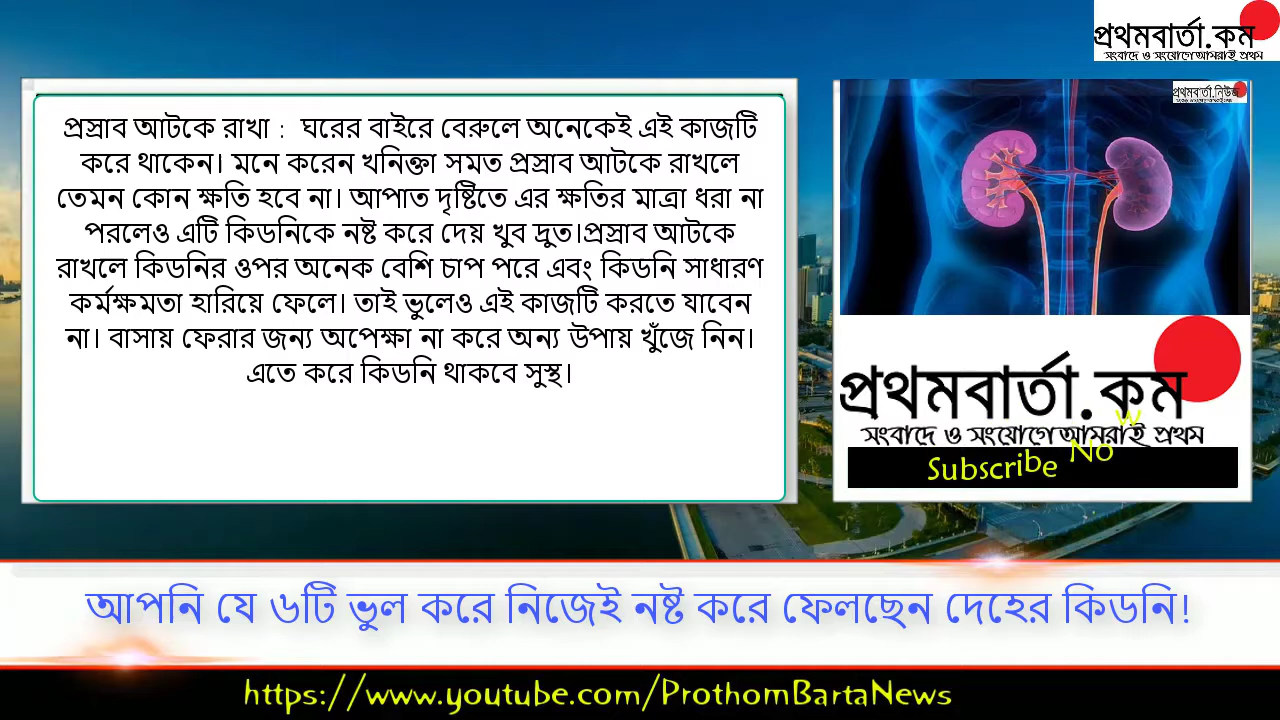 প্রথমবার্তা.কম
সংবাদে ও সংযোগে আমরাই প্রথম
প্রস্রাব আটকে রাখা : ঘরের বাইরে বেরুলে অনেকেই এই কাজটি
করে থাকেন। মনে করেন খনিক্তা সমত প্রস্রাব আটকে রাখলে
তেমন কোন ক্ষতি হবে না। আপাত দৃষ্টিতে এর ক্ষতির মাত্রা ধরা না
পরলেও এটি কিডনিকে নষ্ট করে দেয় খুব দ্রুত।প্রস্রাব আটকে
রাখলে কিডনির ওপর অনেক বেশি চাপ পরে এবং কিডনি সাধারণ
কর্মক্ষমতা হারিয়ে ফেলে। তাই ভুলেও এই কাজটি করতে যাবেন
না। বাসায় ফেরার জন্য অপেক্ষা না করে অন্য উপায় খুঁজে নিন।
এতে করে কিডনি থাকবে সুস্থ।
প্রথমবার্তা.নিউজ
প্রথমবার্তা.কম
সংবাদে ও সংযোগে আমরাই প্রথম
Subscribe Now
আপনি যে ৬টি ভুল করে নিজেই নষ্ট করে ফেলছেন দেহের কিডনি!
https://www.youtube.com/ProthomBartaNews